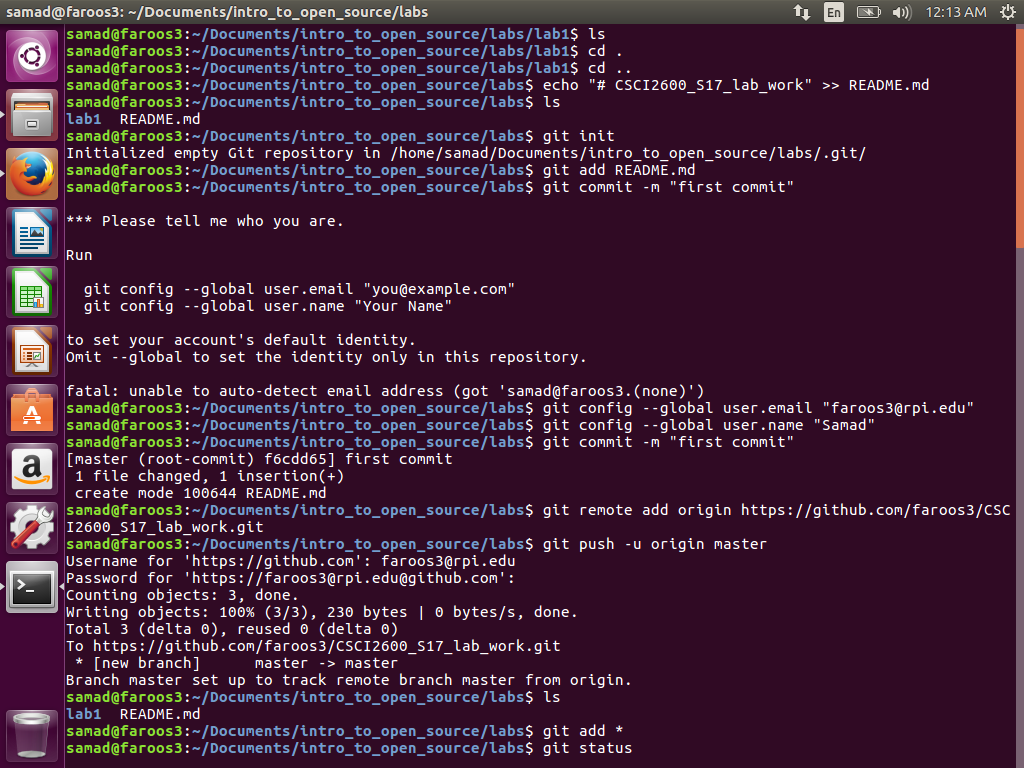 samad@faroos3: ~/Documents/intro_to_open_source/labs
En
12:13 AM
samad@faroos3:~/Documents/intro_to_open_source/labs/lab1$ ls
samad@faroos3:~/Documents/intro_to_open_source/labs/lab1$ cd .
samad@faroos3:~/Documents/intro_to_open_source/labs/lab1$ cd ..
samad@faroos3:~/Documents/intro_to_open_source/labs$ echo "# CSCI2600_S17_lab_work" >> README.md
samad@faroos3:~/Documents/intro_to_open_source/labs$ ls
lab1  README.md
samad@faroos3:~/Documents/intro_to_open_source/labs$ git init
Initialized empty Git repository in /home/samad/Documents/intro_to_open_source/labs/.git/
samad@faroos3:~/Documents/intro_to_open_source/labs$ git add README.md
samad@faroos3:~/Documents/intro_to_open_source/labs$ git commit -m "first commit"
*** Please tell me who you are.
Run
  git config --global user.email "you@example.com"
  git config --global user.name "Your Name"
to set your account's default identity.
Omit --global to set the identity only in this repository.
fatal: unable to auto-detect email address (got 'samad@faroos3.(none)')
samad@faroos3:~/Documents/intro_to_open_source/labs$ git config --global user.email "faroos3@rpi.edu"
samad@faroos3:~/Documents/intro_to_open_source/labs$ git config --global user.name "Samad"
samad@faroos3:~/Documents/intro_to_open_source/labs$ git commit -m "first commit"
[master (root-commit) f6cdd65] first commit
 1 file changed, 1 insertion(+)
 create mode 100644 README.md
samad@faroos3:~/Documents/intro_to_open_source/labs$ git remote add origin https://github.com/faroos3/CSC
I2600_S17_lab_work.git
samad@faroos3:~/Documents/intro_to_open_source/labs$ git push -u origin master
Username for 'https://github.com': faroos3@rpi.edu
Password for 'https://faroos3@rpi.edu@github.com':
Counting objects: 3, done.
Writing objects: 100% (3/3), 230 bytes | 0 bytes/s, done.
Total 3 (delta 0), reused 0 (delta 0)
To https://github.com/faroos3/CSCI2600_S17_lab_work.git
 * [new branch]      master -> master
Branch master set up to track remote branch master from origin.
samad@faroos3:~/Documents/intro_to_open_source/labs$ ls
lab1  README.md
samad@faroos3:~/Documents/intro_to_open_source/labs$ git add *
samad@faroos3:~/Documents/intro_to_open_source/labs$ git status